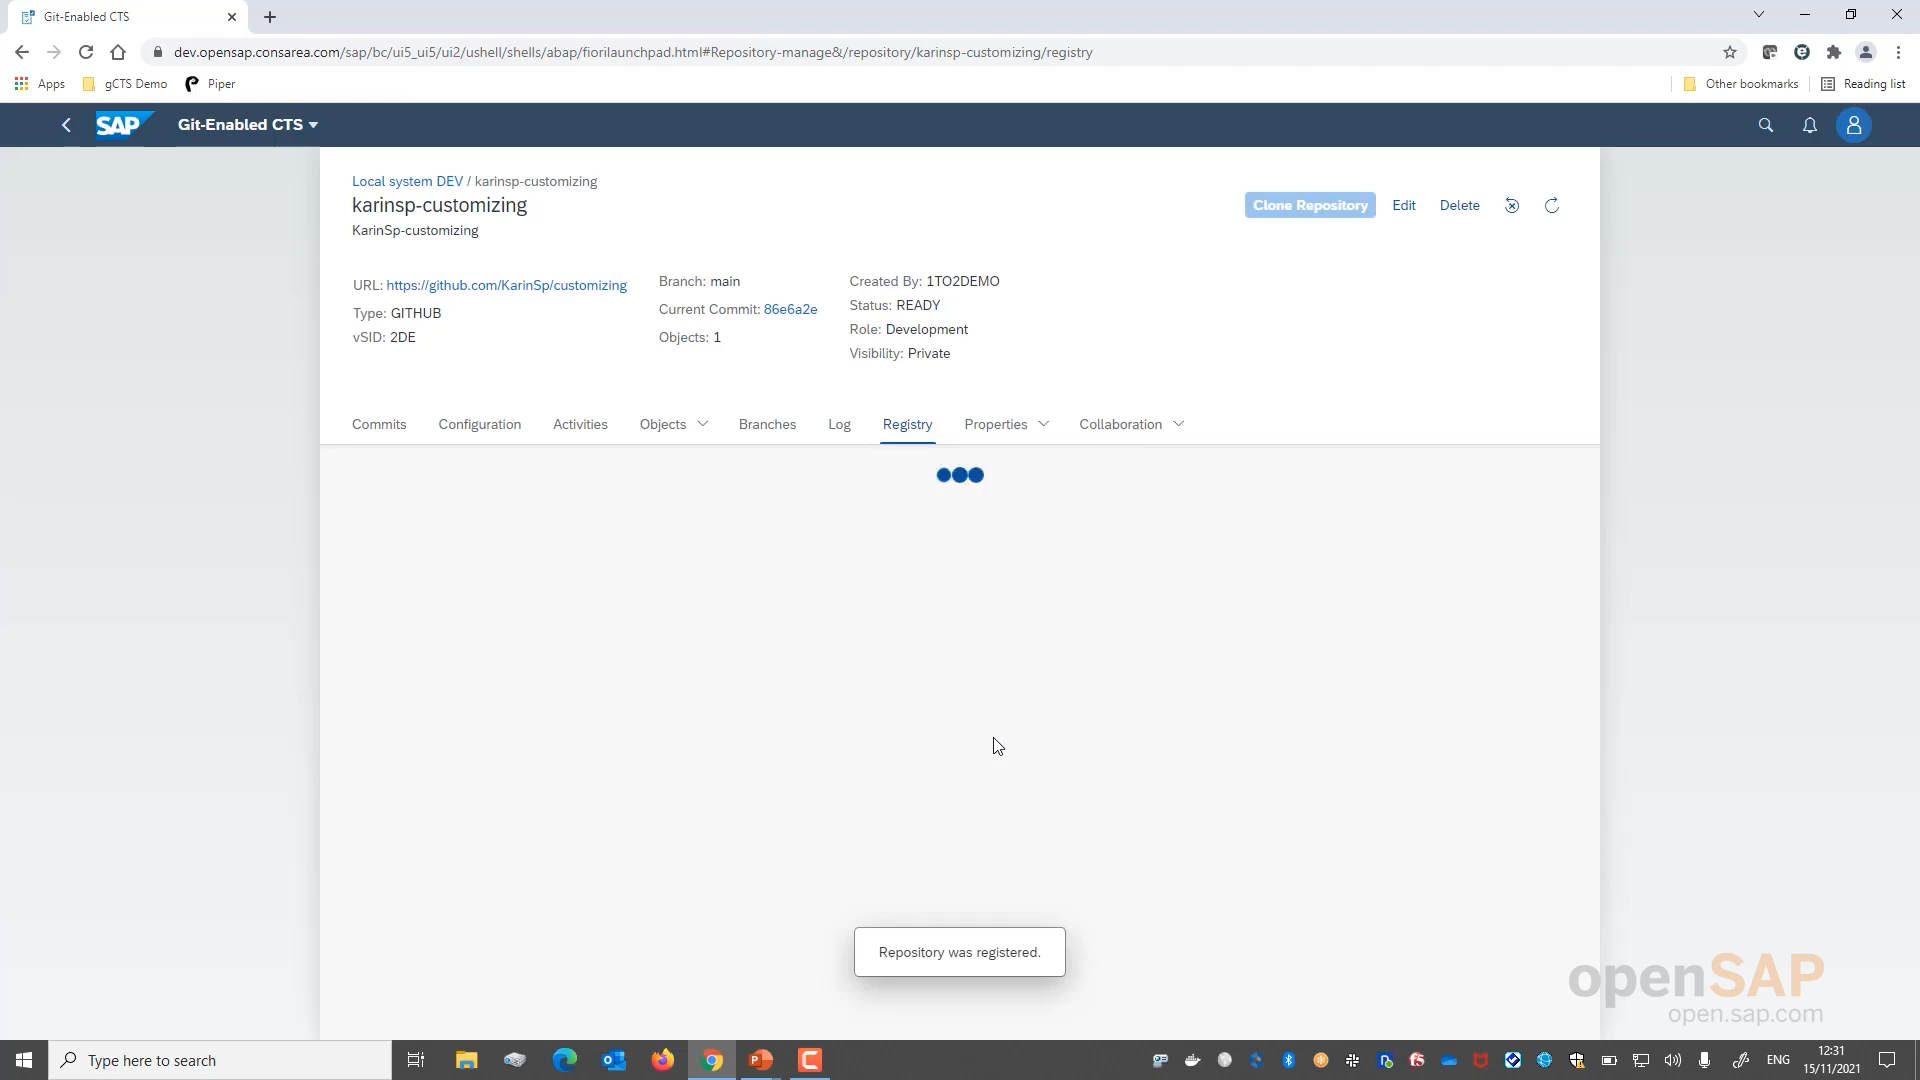 Git-Enabled CTS
dev.opensap.consarea.com/sap/bc/ui5_ui5/ui2/ushell/shells/abap/fiorilaunchpad.html#Repository-manage&/repository/karinsp-customizing/registry
Apps gCTS Demo Piper Other bookmarks Reading list
SAP Git-Enabled CTS
Local system DEV / karinsp-customizing
karinsp-customizing
KarinSp-customizing
Clone Repository Edit Delete
URL: https://github.com/KarinSp/customizing
Type: GITHUB
vSID: 2DE
Branch: main
Current Commit: 86e6a2e
Objects: 1
Created By: 1TO2DEMO
Status: READY
Role: Development
Visibility: Private
Commits Configuration Activities Objects Branches Log Registry Properties Collaboration
Repository was registered.
openSAP
open.sap.com
Type here to search
ENG
12:31
15/11/2021